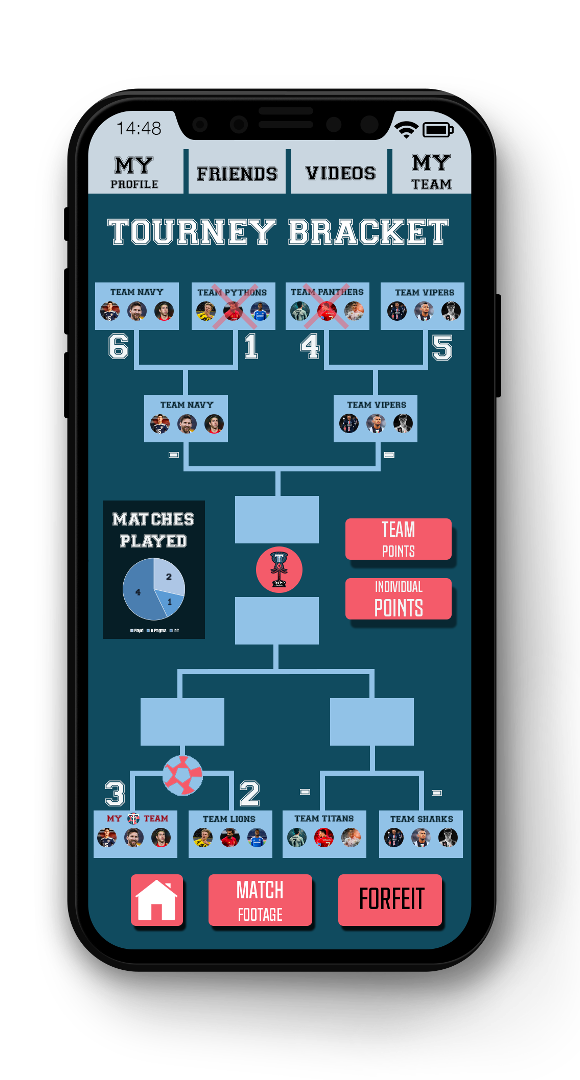 14:48
MY
PROFILE
FRIENDS
VIDEOS
MY
TEAM
TOURNEY BRACKET
TEAM NAVY
TEAM PYTHONS
TEAM PANTHERS
TEAM VIPERS
6
1
4
5
TEAM NAVY
TEAM VIPERS
-
-
MATCHES
PLAYED
2
4
1
TEAM
POINTS
INDIVIDUAL
POINTS
3
2
-
-
MY TEAM
TEAM LIONS
TEAM TITANS
TEAM SHARKS
MATCH
FOOTAGE
FORFEIT